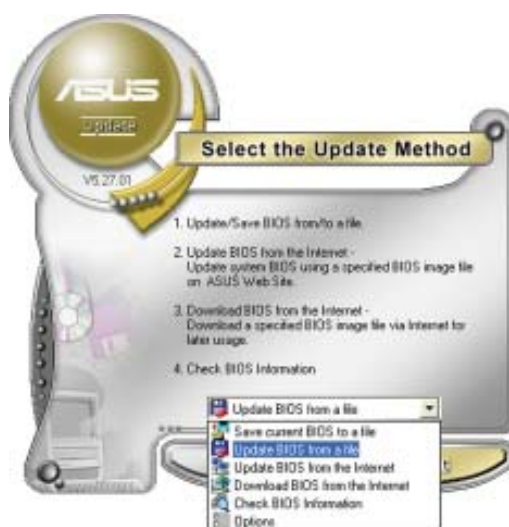 ASUS
Update
V6.27.01
Select the Update Method
1. Update/Save BIOS from/to a file
2. Update BIOS from the Internet -
Update system BIOS using a specified BIOS image file
on ASUS Web Site.
3. Download BIOS from the Internet -
Download a specified BIOS image file via Internet for
later usage.
4. Check BIOS Information
Update BIOS from a file
Save current BIOS to a file
Update BIOS from a file
Update BIOS from the Internet
Download BIOS from the Internet
Check BIOS Information
Options